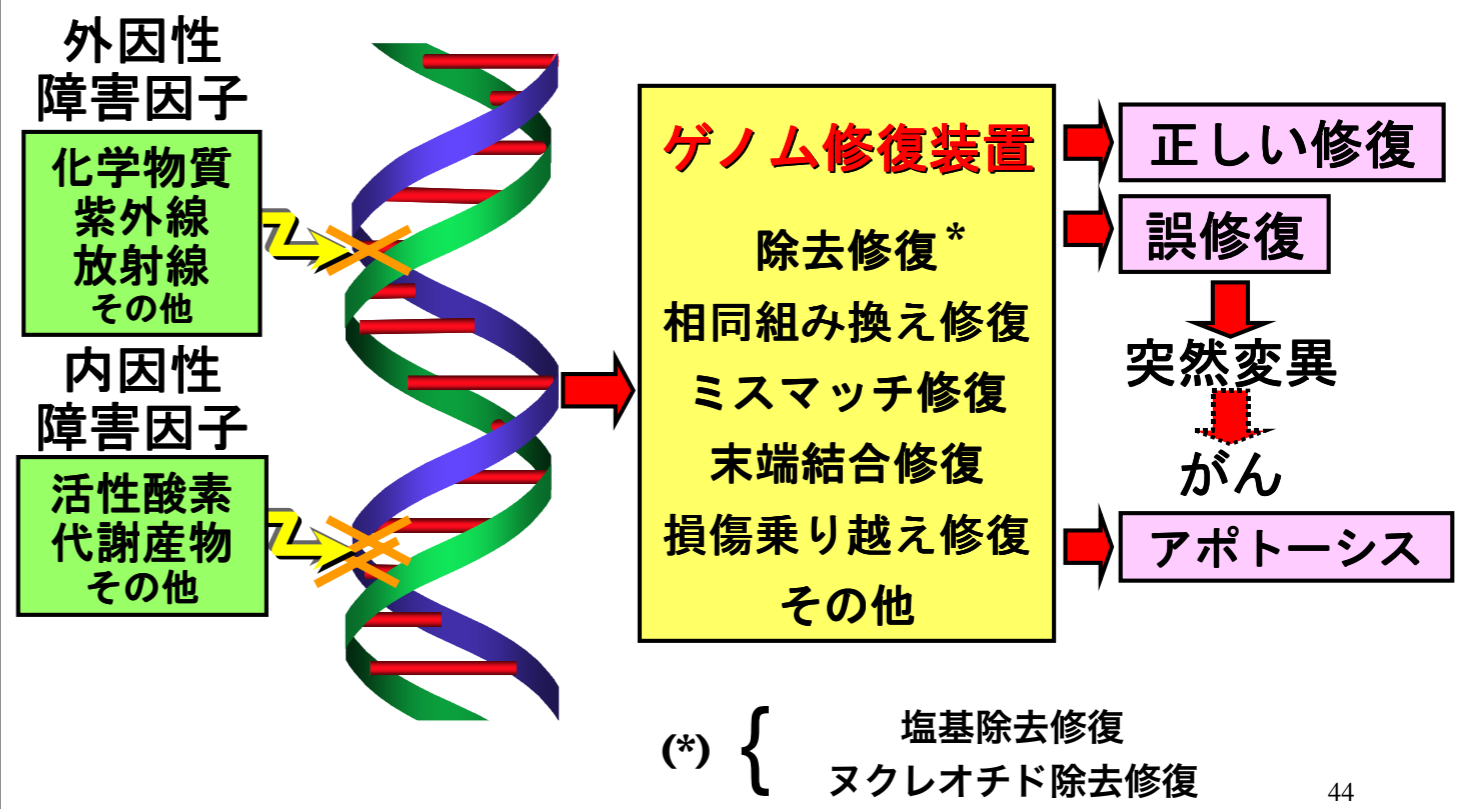 外因性
障害因子
化学物質
紫外線
放射線
その他
内因性
障害因子
活性酸素
代謝産物
その他
ゲノム修復装置
除去修復*
相同組み換え修復
ミスマッチ修復
末端結合修復
損傷乗り越え修復
その他
正しい修復
誤修復
突然変異
がん
アポトーシス
(*) {
塩基除去修復
ヌクレオチド除去修復
44